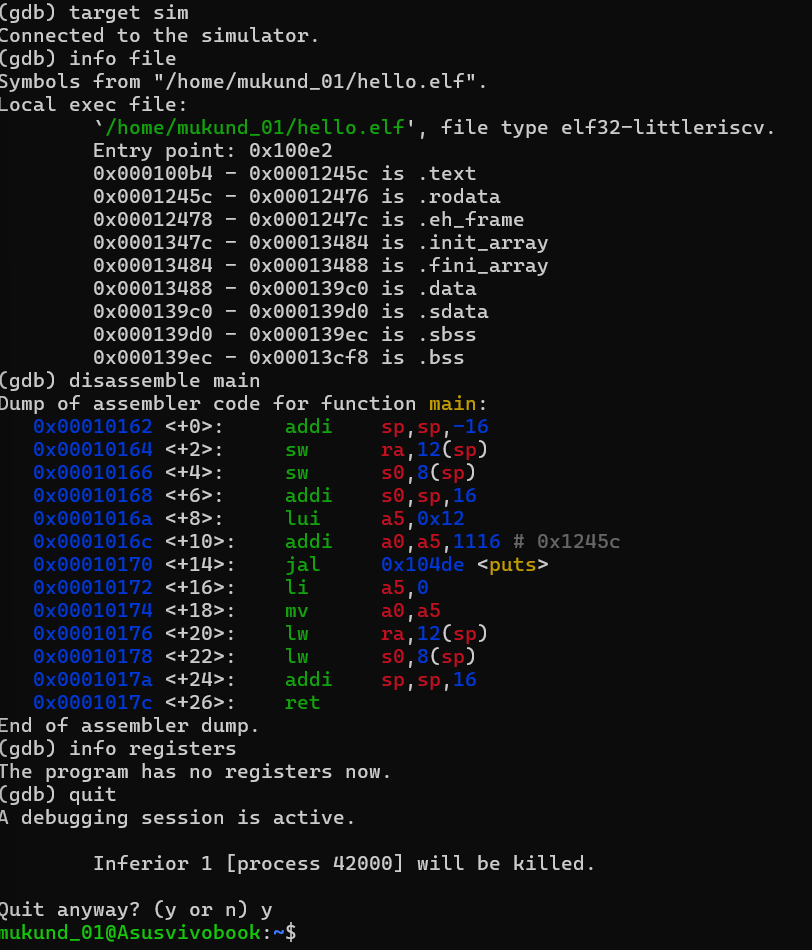 (gdb) target sim
Connected to the simulator.
(gdb) info file
Symbols from "/home/mukund_01/hello.elf".
Local exec file:
        `/home/mukund_01/hello.elf', file type elf32-littleriscv.
        Entry point: 0x100e2
        0x000100b4 - 0x0001245c is .text
        0x0001245c - 0x00012476 is .rodata
        0x00012478 - 0x0001247c is .eh_frame
        0x0001347c - 0x00013484 is .init_array
        0x00013484 - 0x00013488 is .fini_array
        0x00013488 - 0x000139c0 is .data
        0x000139c0 - 0x000139d0 is .sdata
        0x000139d0 - 0x000139ec is .sbss
        0x000139ec - 0x00013cf8 is .bss
(gdb) disassemble main
Dump of assembler code for function main:
   0x00010162 <+0>:     addi    sp,sp,-16
   0x00010164 <+2>:     sw      ra,12(sp)
   0x00010166 <+4>:     sw      s0,8(sp)
   0x00010168 <+6>:     addi    s0,sp,16
   0x0001016a <+8>:     lui     a5,0x12
   0x0001016c <+10>:    addi    a0,a5,1116 # 0x1245c
   0x00010170 <+14>:    jal     0x104de <puts>
   0x00010172 <+16>:    li      a5,0
   0x00010174 <+18>:    mv      a0,a5
   0x00010176 <+20>:    lw      ra,12(sp)
   0x00010178 <+22>:    lw      s0,8(sp)
   0x0001017a <+24>:    addi    sp,sp,16
   0x0001017c <+26>:    ret
End of assembler dump.
(gdb) info registers
The program has no registers now.
(gdb) quit
A debugging session is active.

        Inferior 1 [process 42000] will be killed.

Quit anyway? (y or n) y
mukund_01@Asusvivobook:~$